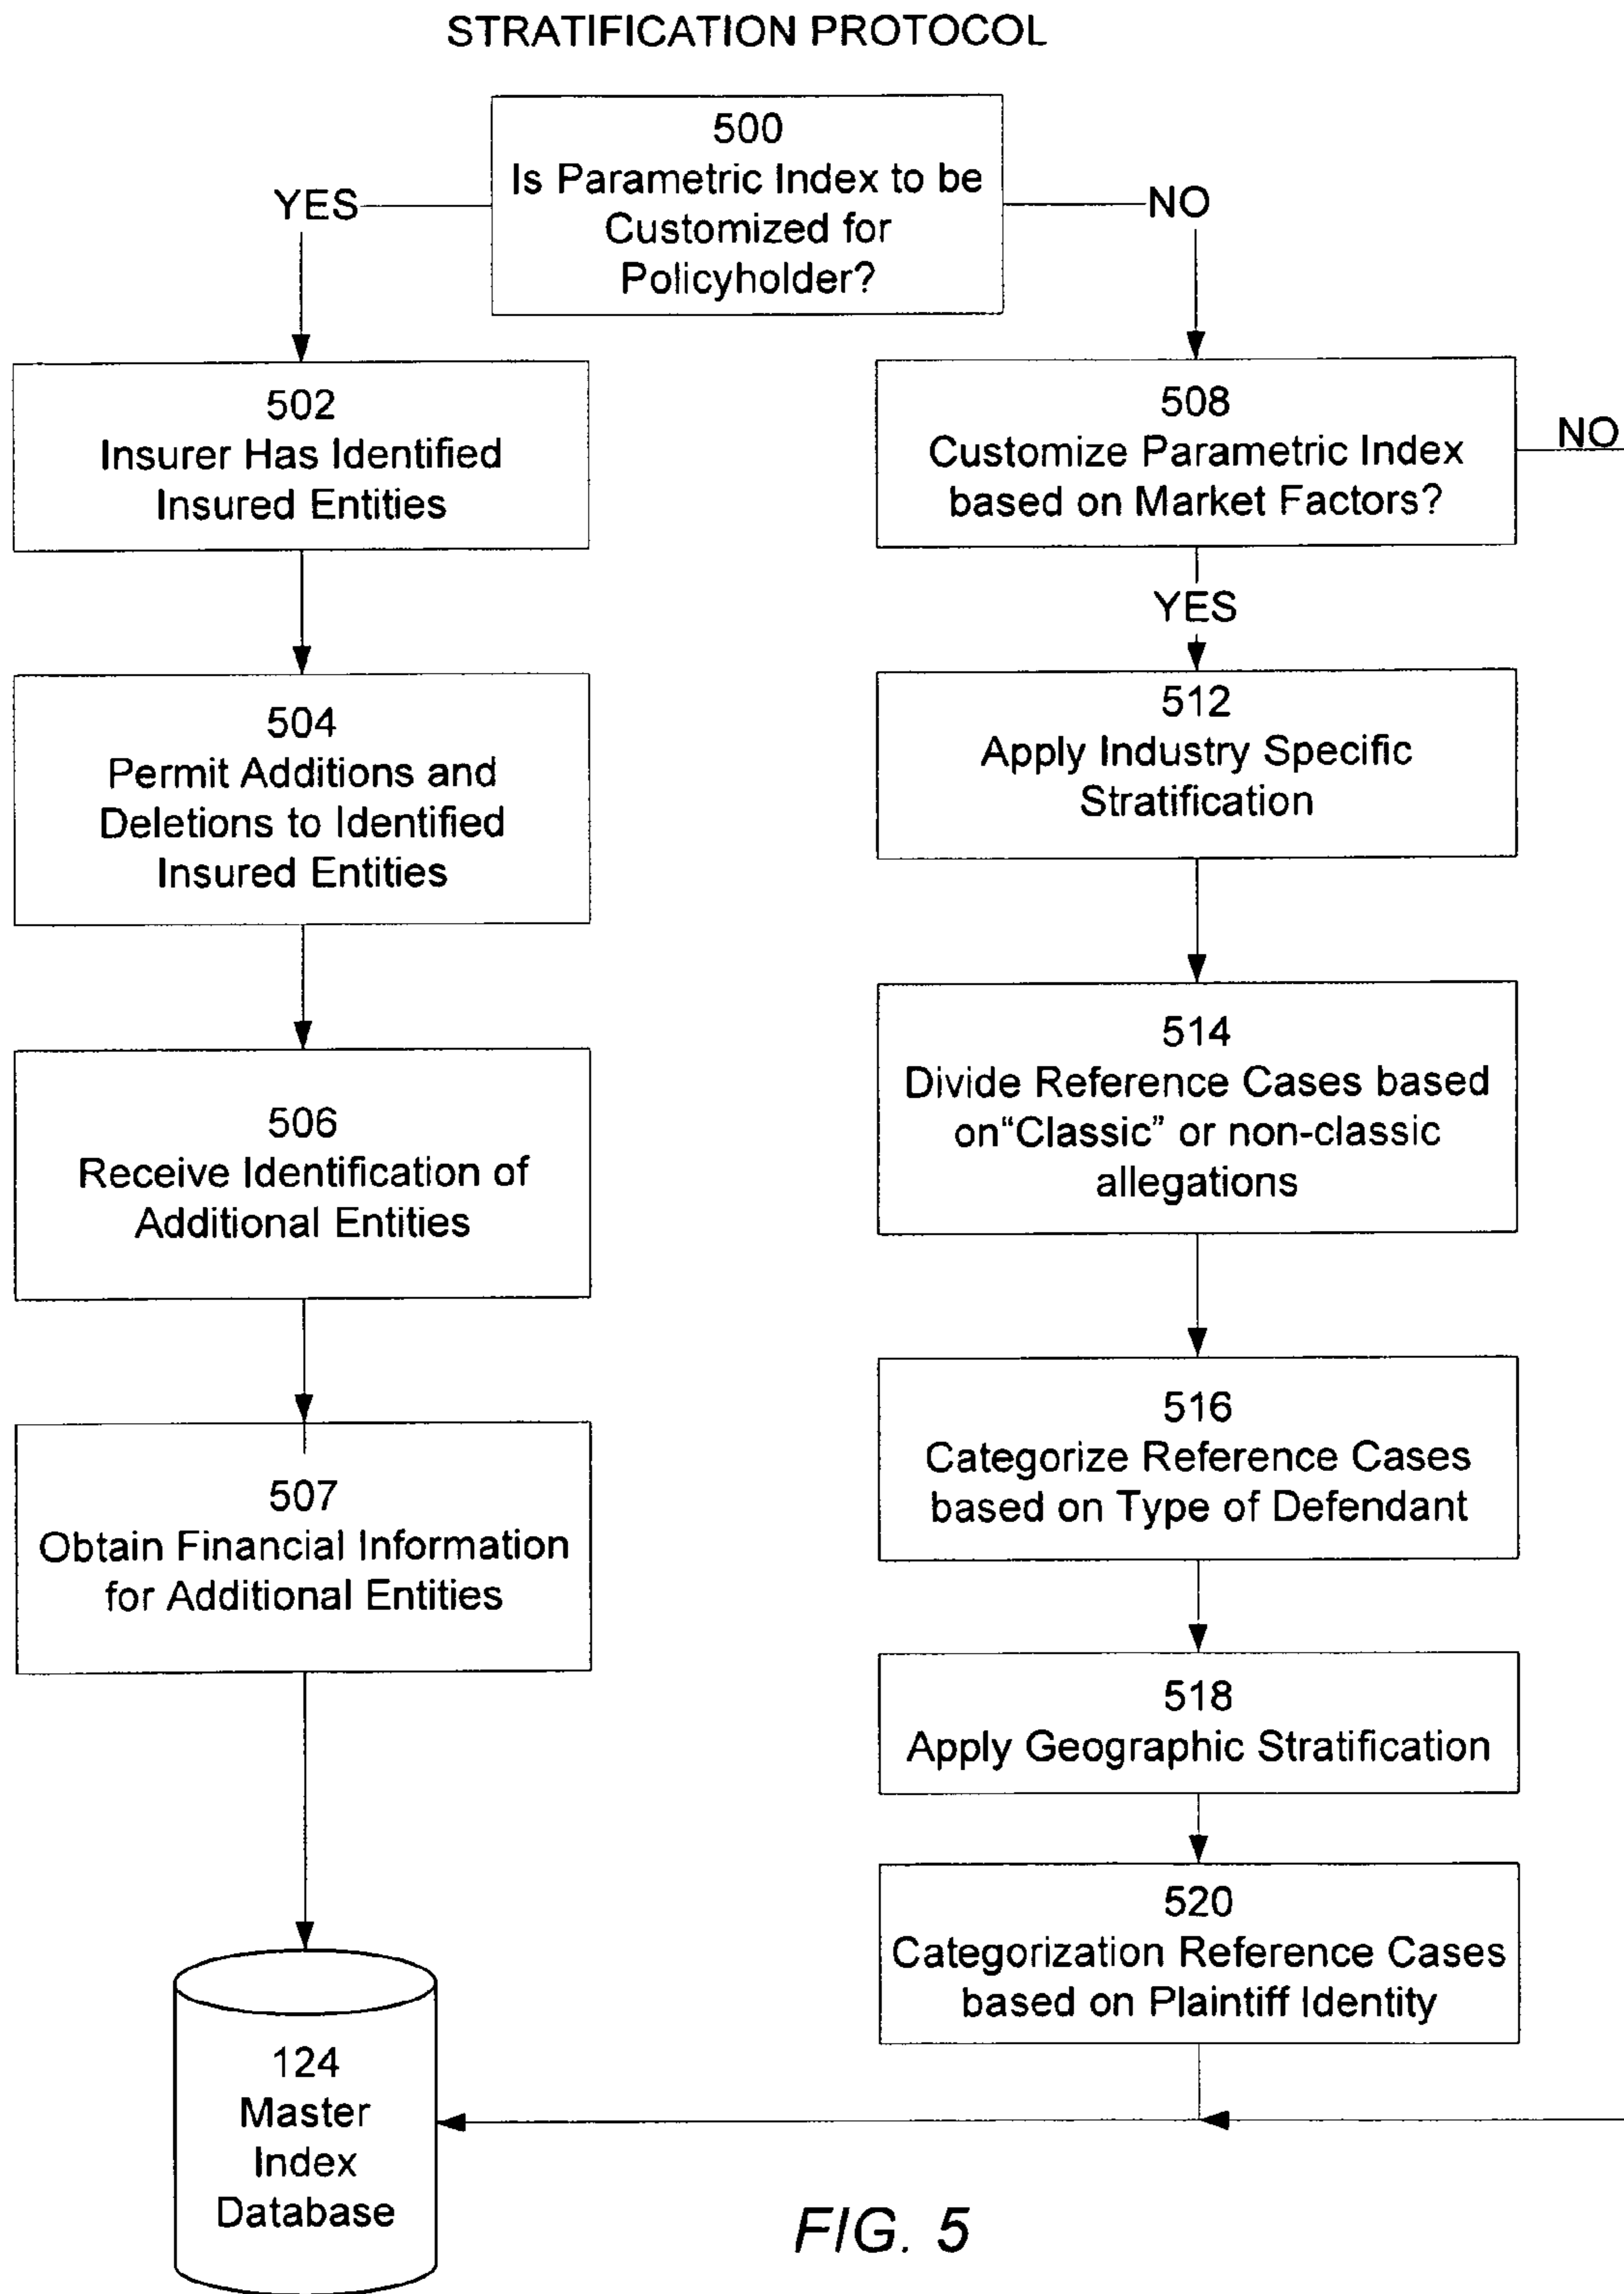 STRATIFICATION PROTOCOL
500
Is Parametric Index to be
Customized for
Policyholder?
YES
NO
502
Insurer Has Identified
Insured Entities
508
Customize Parametric Index
based on Market Factors?
NO
YES
504
Permit Additions and
Deletions to Identified
Insured Entities
512
Apply Industry Specific
Stratification
506
Receive Identification of
Additional Entities
514
Divide Reference Cases based
on“Classic” or non-classic
allegations
507
Obtain Financial Information
for Additional Entities
516
Categorize Reference Cases
based on Type of Defendant
518
Apply Geographic Stratification
520
Categorization Reference Cases
based on Plaintiff Identity
124
Master
Index
Database
FIG. 5